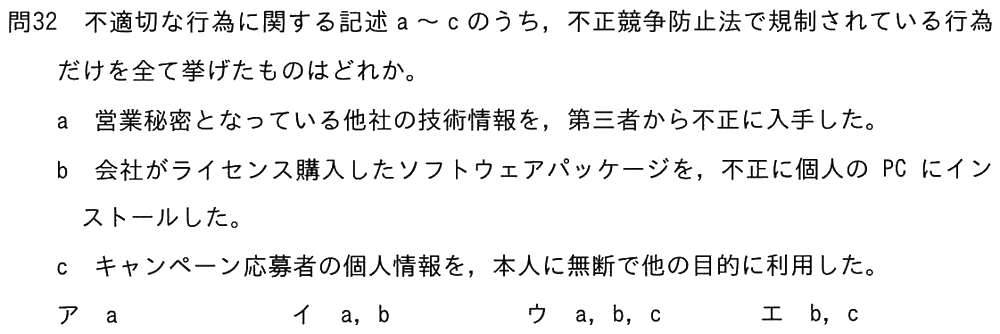 問32　不適切な行為に関する記述 a ～ c のうち，不正競争防止法で規制されている行為
だけを全て挙げたものはどれか。
a　営業秘密となっている他社の技術情報を，第三者から不正に入手した。
b　会社がライセンス購入したソフトウェアパッケージを，不正に個人の PC にイン
ストールした。
c　キャンペーン応募者の個人情報を，本人に無断で他の目的に利用した。
ア　a　イ　a, b　ウ　a, b, c　エ　b, c